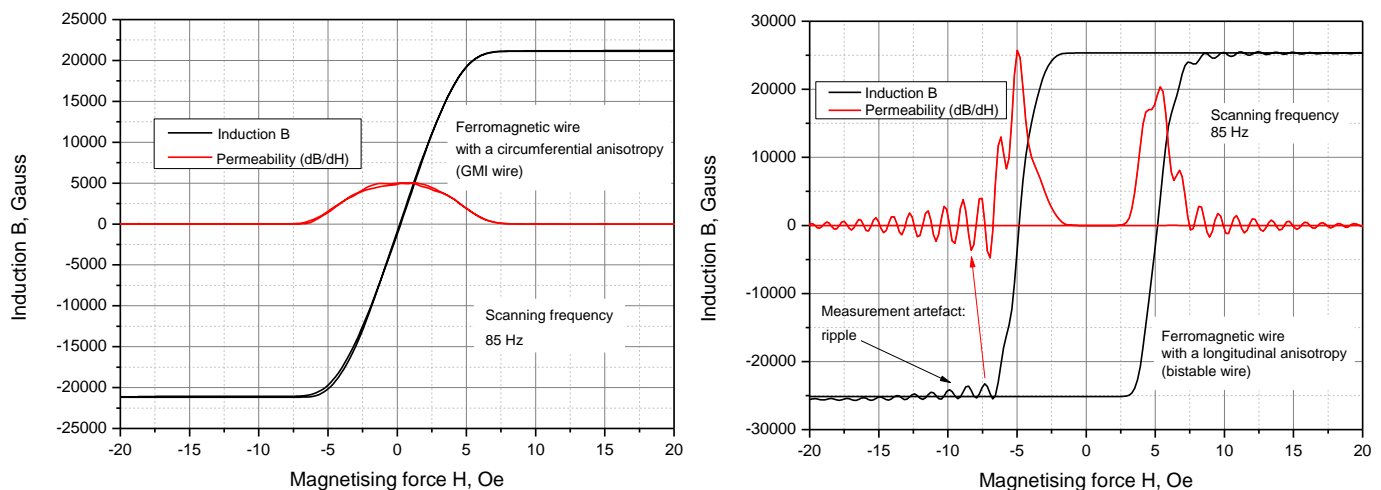 25000
20000
15000
10000
5000
0
-5000
-10000
-15000
-20000
-25000
Induction B, Gauss
Induction B
Permeability (dB/dH)
Ferromagnetic wire
with a circumferential anisotropy
(GMI wire)
Scanning frequency
85 Hz
-20 -15 -10 -5 0 5 10 15 20
Magnetising force H, Oe
30000
20000
10000
0
-10000
-20000
-30000
Induction B, Gauss
Induction B
Permeability (dB/dH)
Scanning frequency
85 Hz
Measurement artefact:
ripple
Ferromagnetic wire
with a longitudinal anisotropy
(bistable wire)
-20 -15 -10 -5 0 5 10 15 20
Magnetising force H, Oe